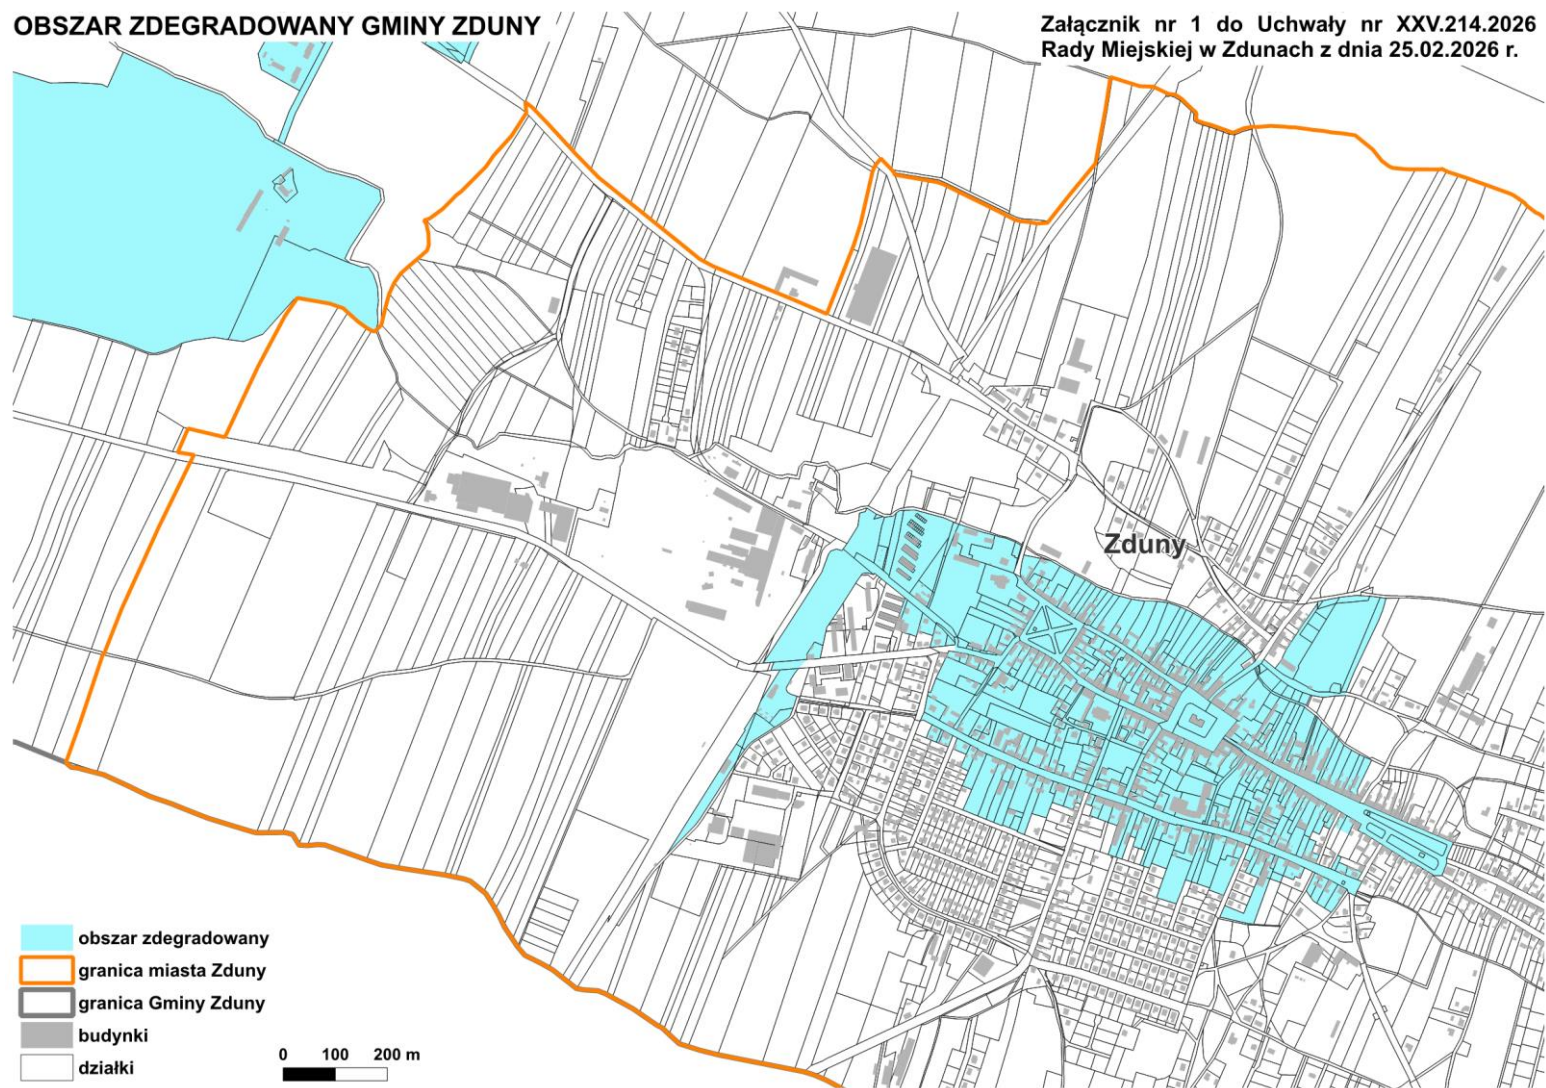 OBSZAR ZDEGRADOWANY GMINY ZDUNY
Załącznik nr 1 do Uchwały nr XXV.214.2026
Rady Miejskiej w Zdunach z dnia 25.02.2026 r.
Zduny
obszar zdegradowany
granica miasta Zduny
granica Gminy Zduny
budynki
działki
0 100 200 m